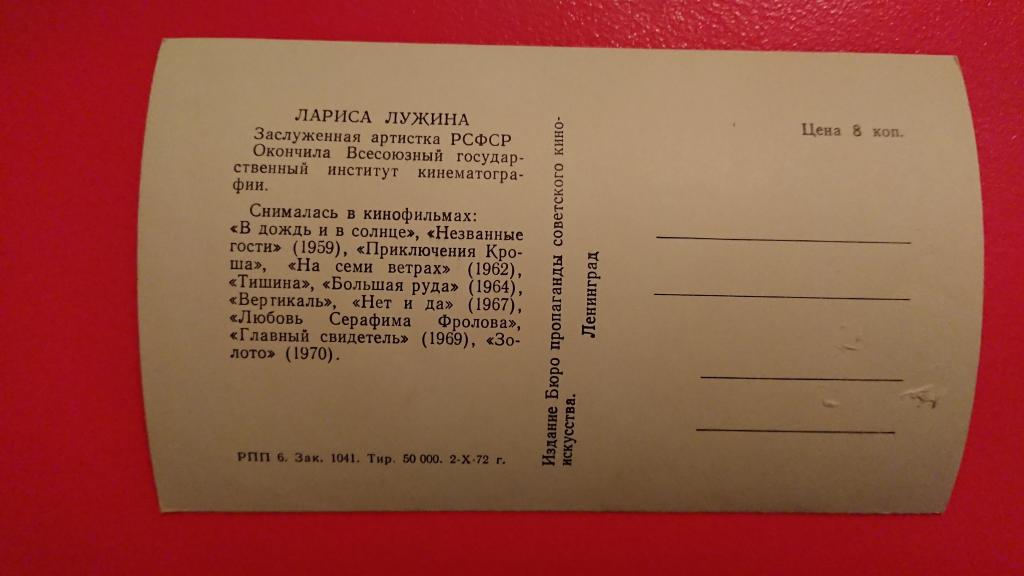 ЛАРИСА ЛУЖИНА
Заслуженная артистка РСФСР
Окончила Всесоюзный государ-
ственный институт кинематогра-
фии.
Снималась в кинофильмах:
«В дождь и в солнце», «Незванные
гости» (1959), «Приключения Кро-
ша», «На семи ветрах» (1962),
«Тишина», «Большая руда» (1964),
«Вертикаль», «Нет и да» (1967),
«Любовь Серафима Фролова»,
«Главный свидетель» (1969), «Зо-
лото» (1970).
РПП 6. Зак. 1041. Тир. 50 000. 2-X-72 г.
Издание Бюро пропаганды советского кино-
искусства.
Ленинград
Цена 8 коп.